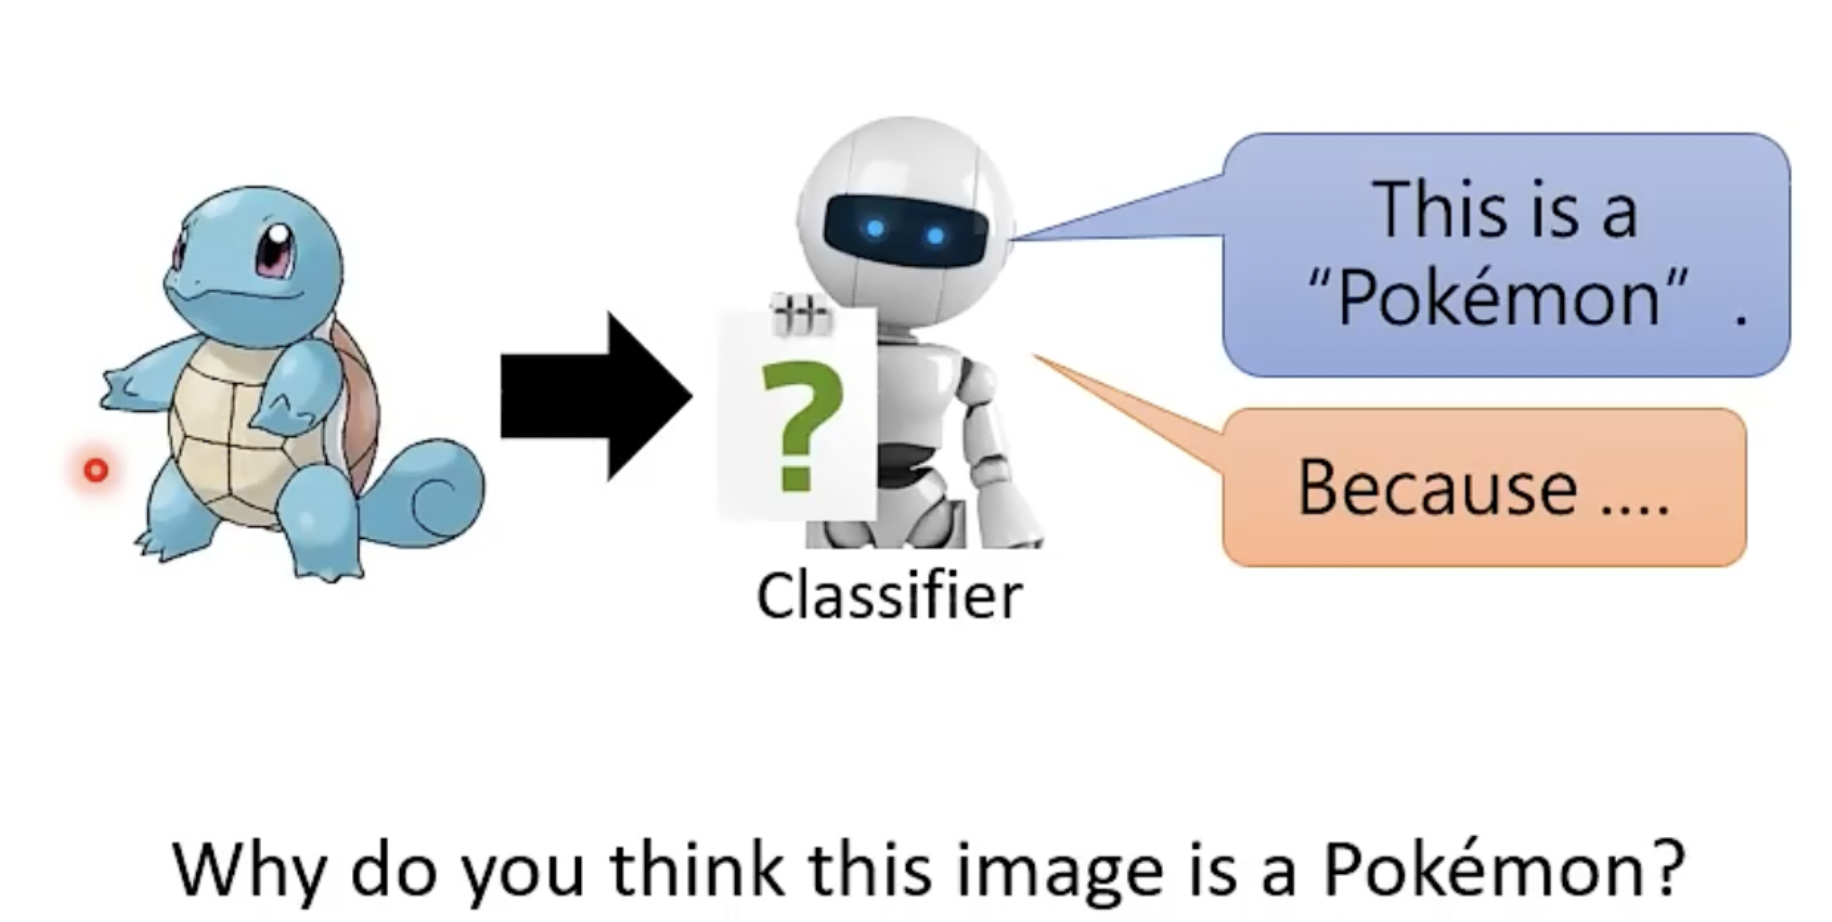 This is a
“Pokémon” .
?
Because ....
Classifier
Why do you think this image is a Pokémon?